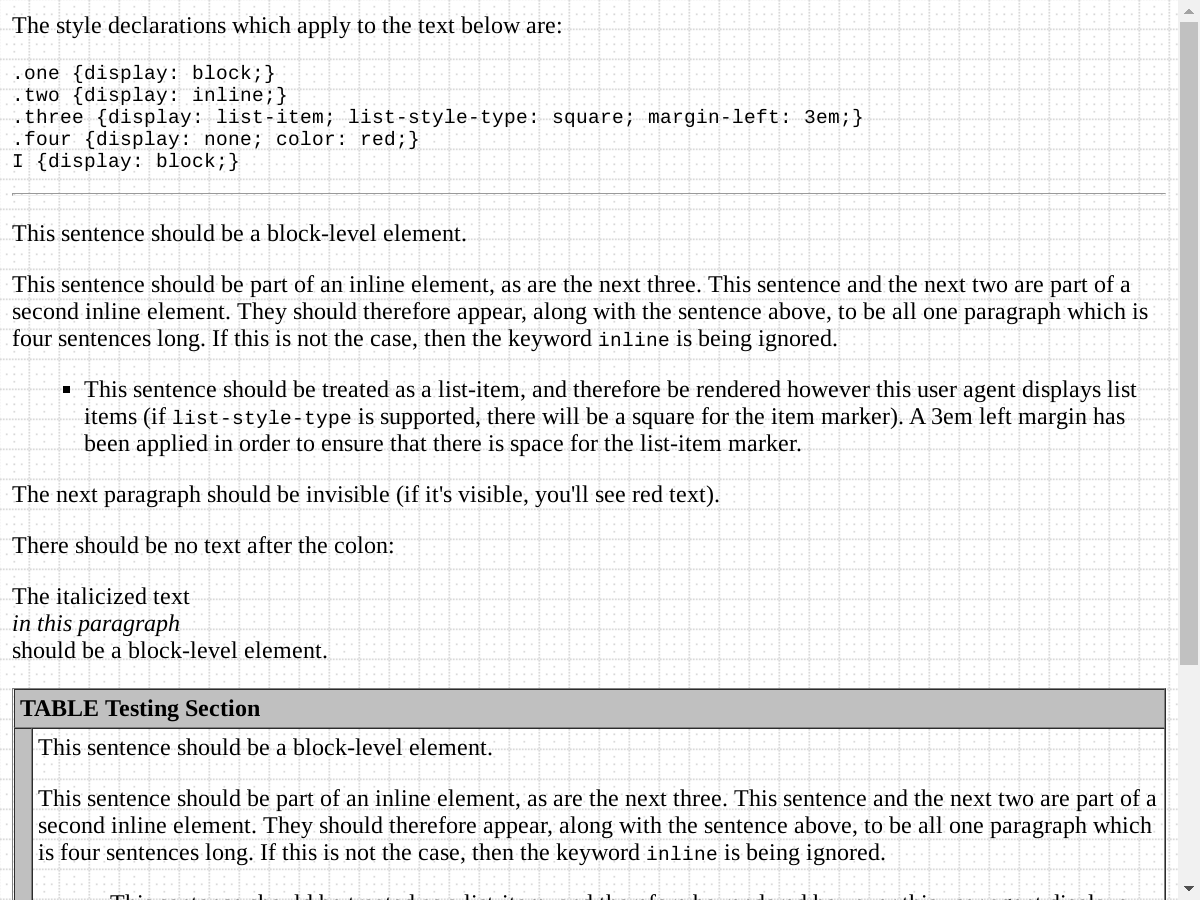 The style declarations which apply to the text below are:
.one {display: block;}
.two {display: inline;}
.three {display: list-item; list-style-type: square; margin-left: 3em;}
.four {display: none; color: red;}
I {display: block;}
This sentence should be a block-level element.
This sentence should be part of an inline element, as are the next three. This sentence and the next two are part of a
second inline element. They should therefore appear, along with the sentence above, to be all one paragraph which is
four sentences long. If this is not the case, then the keyword inline is being ignored.
This sentence should be treated as a list-item, and therefore be rendered however this user agent displays list
items (if list-style-type is supported, there will be a square for the item marker). A 3em left margin has
been applied in order to ensure that there is space for the list-item marker.
The next paragraph should be invisible (if it's visible, you'll see red text).
There should be no text after the colon:
The italicized text
in this paragraph
should be a block-level element.
TABLE Testing Section
This sentence should be a block-level element.
This sentence should be part of an inline element, as are the next three. This sentence and the next two are part of a
second inline element. They should therefore appear, along with the sentence above, to be all one paragraph which
is four sentences long. If this is not the case, then the keyword inline is being ignored.